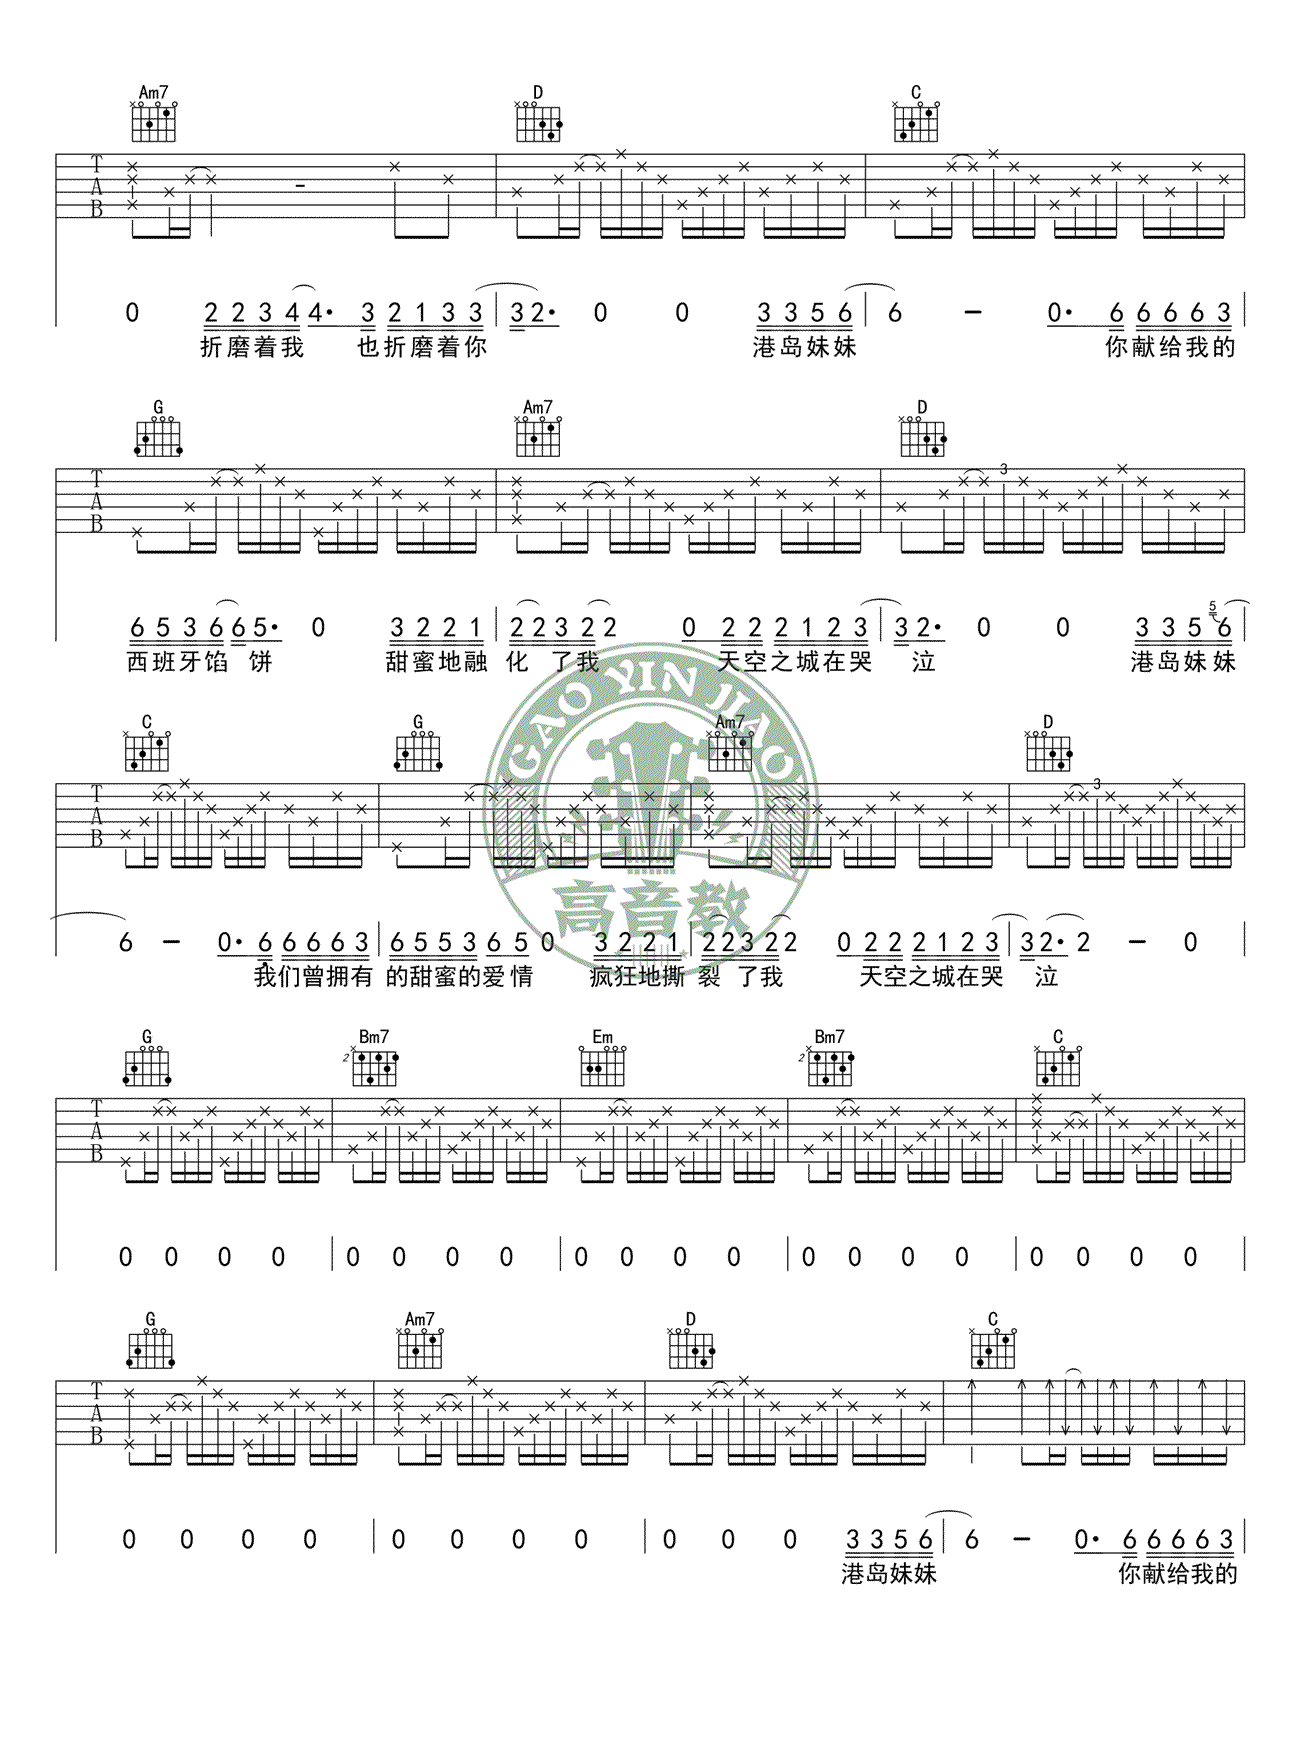 Am7 D C
T A B
0 2 2 3 4 4· 3 2 1 3 3 3 2· 0 0 3 3 5 6 6 - 0· 6 6 6 6 3
折磨着我 也折磨着你 港岛妹妹 你献给我的
G Am7 D
T A B 3
6 5 3 6 6 5· 0 3 2 2 1 2 2 3 2 2 0 2 2 2 1 2 3 3 2· 0 0 3 3 5 5 6
西班牙馅饼 甜蜜地融化了我 天空之城在哭泣 港岛妹妹
C G Am7 D
T A B 3
GAO YIN JIAO
高音教
6 - 0· 6 6 6 6 3 6 5 5 3 6 5 0 3 2 2 1 2 2 3 2 2 0 2 2 2 1 2 3 3 2· 2 - 0
我们曾拥有的甜蜜的爱情 疯狂地撕裂了我 天空之城在哭泣
G Bm7 Em Bm7 C
2 2
T A B
0 0 0 0 0 0 0 0 0 0 0 0 0 0 0 0 0 0 0 0
G Am7 D C
T A B
0 0 0 0 0 0 0 0 0 0 0 3 3 5 6 6 - 0· 6 6 6 6 3
港岛妹妹 你献给我的